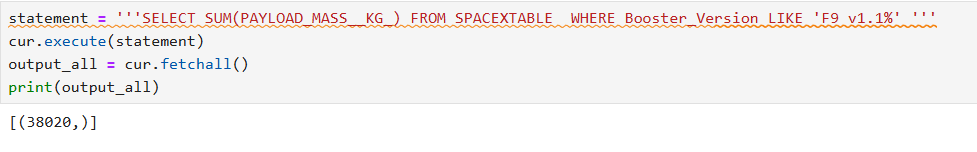 statement = '''SELECT SUM(PAYLOAD_MASS__KG_) FROM SPACEXTABLE  WHERE Booster_Version LIKE 'F9 v1.1%' '''
cur.execute(statement)
output_all = cur.fetchall()
print(output_all)
[(38020,)]